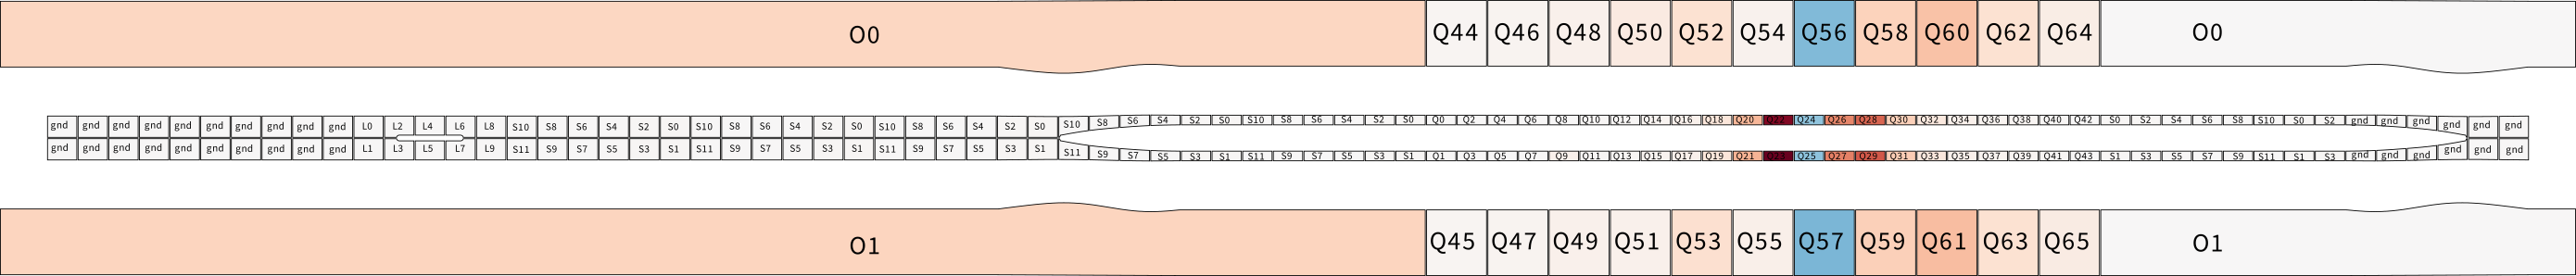 O0 Q44 Q46 Q48 Q50 Q52 Q54 Q56 Q58 Q60 Q62 Q64 O0
gnd gnd gnd gnd gnd gnd gnd gnd gnd gnd L0 L2 L4 L6 L8 S10 S8 S6 S4 S2 S0 S10 S8 S6 S4 S2 S0 S10 S8 S6 S4 S2 S0 S10 S8 S6 S4 S2 S0 S10 S8 S6 S4 S2 S0 Q0 Q2 Q4 Q6 Q8 Q10 Q12 Q14 Q16 Q18 Q20 Q22 Q24 Q26 Q28 Q30 Q32 Q34 Q36 Q38 Q40 Q42 S0 S2 S4 S6 S8 S10 S0 S2 gnd gnd gnd gnd gnd gnd
gnd gnd gnd gnd gnd gnd gnd gnd gnd gnd L1 L3 L5 L7 L9 S11 S9 S7 S5 S3 S1 S11 S9 S7 S5 S3 S1 S11 S9 S7 S5 S3 S1 S11 S9 S7 S5 S3 S1 S11 S9 S7 S5 S3 S1 Q1 Q3 Q5 Q7 Q9 Q11 Q13 Q15 Q17 Q19 Q21 Q23 Q25 Q27 Q29 Q31 Q33 Q35 Q37 Q39 Q41 Q43 S1 S3 S5 S7 S9 S11 S1 S3 gnd gnd gnd gnd gnd gnd
O1 Q45 Q47 Q49 Q51 Q53 Q55 Q57 Q59 Q61 Q63 Q65 O1